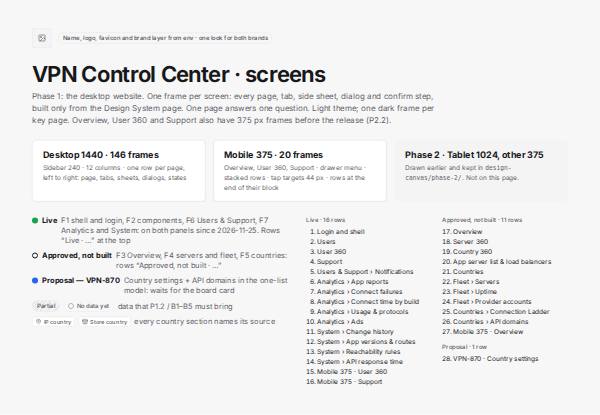 Name, logo, favicon and brand layer from env · one look for both brands
VPN Control Center · screens
Phase 1: the desktop website. One frame per screen: every page, tab, side sheet, dialog and confirm step,
built only from the Design System page. One page answers one question. Light theme; one dark frame per
key page. Overview, User 360 and Support also have 375 px frames before the release (P2.2).
Desktop 1440 · 146 frames
Sidebar 240 · 12 columns · one row per page,
left to right: page, tabs, sheets, dialogs, states
Mobile 375 · 20 frames
Overview, User 360, Support · drawer menu ·
stacked rows · tap targets 44 px · rows at the
end of their block
Phase 2 · Tablet 1024, other 375
Drawn earlier and kept in design-
canvas/phase-2/. Not on this page.
Live F1 shell and login, F2 components, F6 Users & Support, F7
Analytics and System: on both panels since 2026-11-25. Rows
“Live · …” at the top
Approved, not built F3 Overview, F4 servers and fleet, F5 countries:
rows “Approved, not built · …”
Proposal — VPN-870 Country settings + API domains in the one-list
model: waits for the board card
Partial No data yet data that P1.2 / B1–B5 must bring
IP country Store country every country section names its source
Live · 16 rows
1. Login and shell
2. Users
3. User 360
4. Support
5. Users & Support › Notifications
6. Analytics › App reports
7. Analytics › Connect failures
8. Analytics › Connect time by build
9. Analytics › Usage & protocols
10. Analytics › Ads
11. System › Change history
12. System › App versions & routes
13. System › Reachability rules
14. System › API response time
15. Mobile 375 · User 360
16. Mobile 375 · Support
Approved, not built · 11 rows
17. Overview
18. Server 360
19. Country 360
20. App server list & load balancers
21. Countries
22. Fleet › Servers
23. Fleet › Uptime
24. Fleet › Provider accounts
25. Countries › Connection Ladder
26. Countries › API domains
27. Mobile 375 · Overview
Proposal · 1 row
28. VPN-870 · Country settings